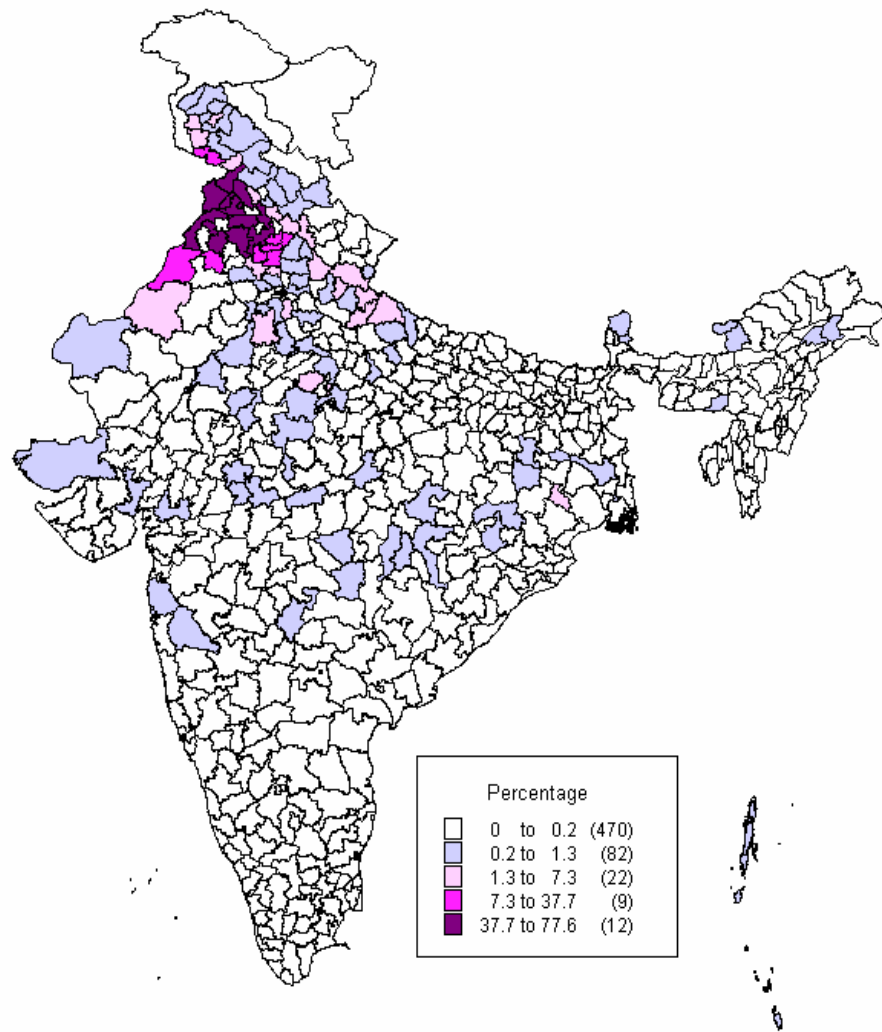 Percentage
0 to 0.2 (470)
0.2 to 1.3 (82)
1.3 to 7.3 (22)
7.3 to 37.7 (9)
37.7 to 77.6 (12)